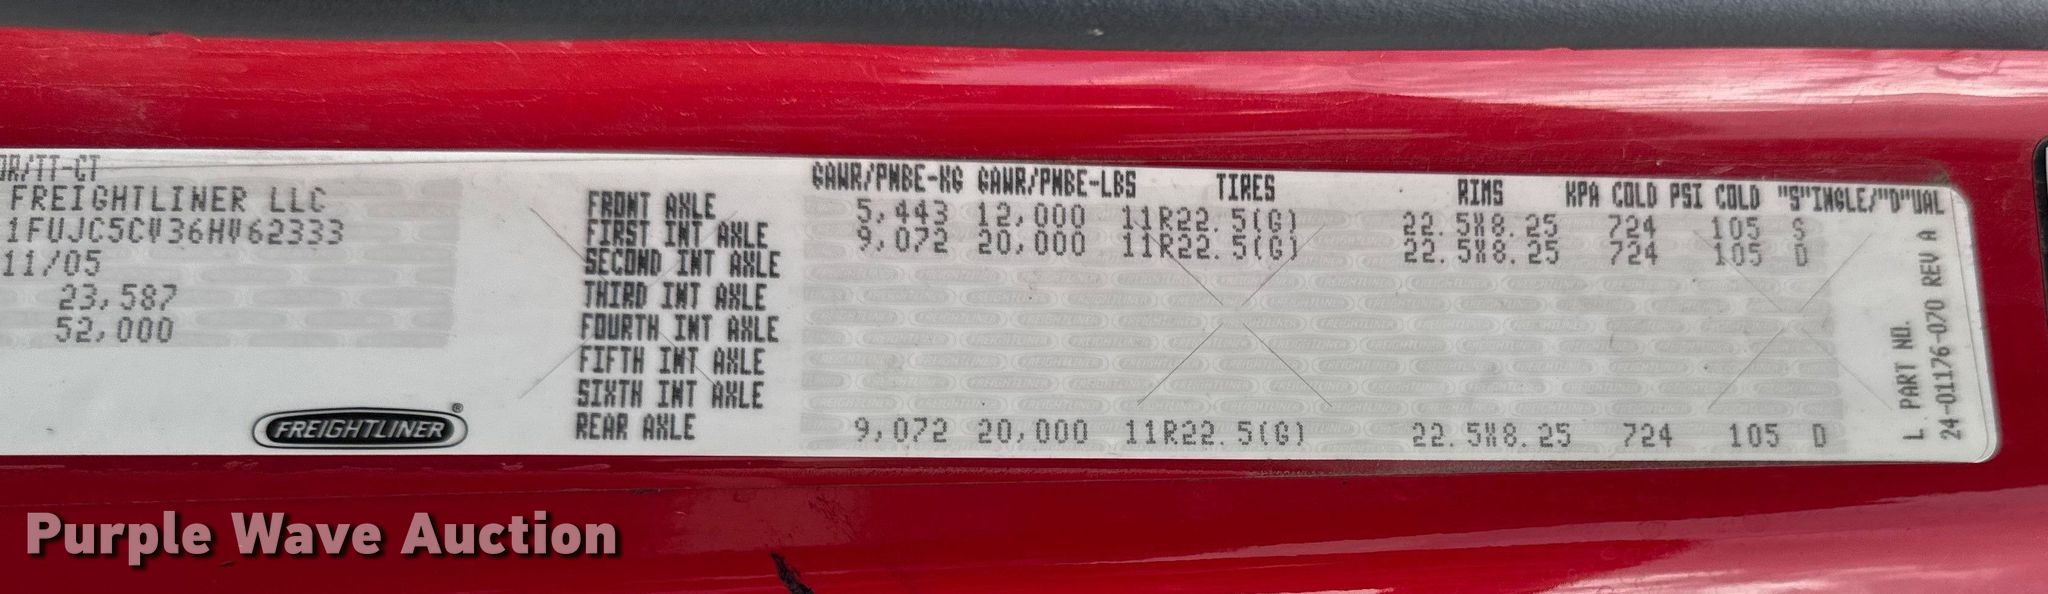 OR/TT-CT
FREIGHTLINER LLC
1FUJC5CV36HV62333
11/05
23,587
52,000
FREIGHTLINER®
GAWR/PNBE-KG GAWR/PNBE-LBS TIRES RIMS KPA COLD PSI COLD "S"INGLE/"D"UAL
FRONT AXLE 5,443 12,000 11R22.5(G) 22.5X8.25 724 105 S
FIRST INT AXLE 9,072 20,000 11R22.5(G) 22.5X8.25 724 105 D
SECOND INT AXLE
THIRD INT AXLE
FOURTH INT AXLE
FIFTH INT AXLE
SIXTH INT AXLE
REAR AXLE 9,072 20,000 11R22.5(G) 22.5X8.25 724 105 D
L PART NO.
24-01176-070 REV A
Purple Wave Auction